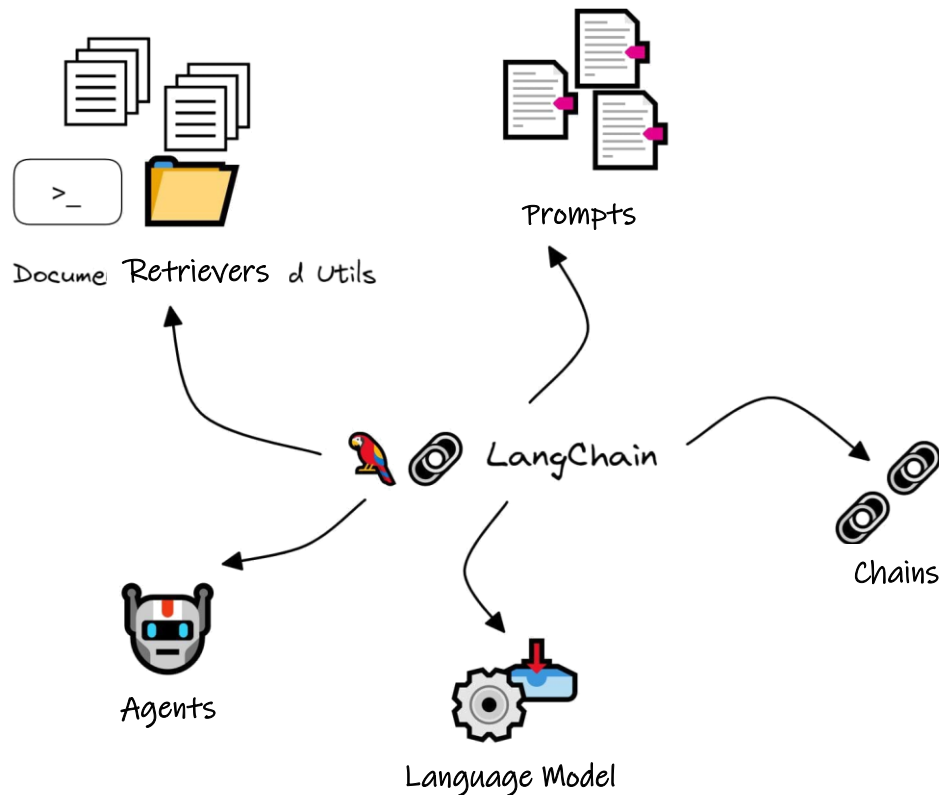 >_
Prompts
Docume Retrievers d Utils
LangChain
Chains
Agents
Language Model